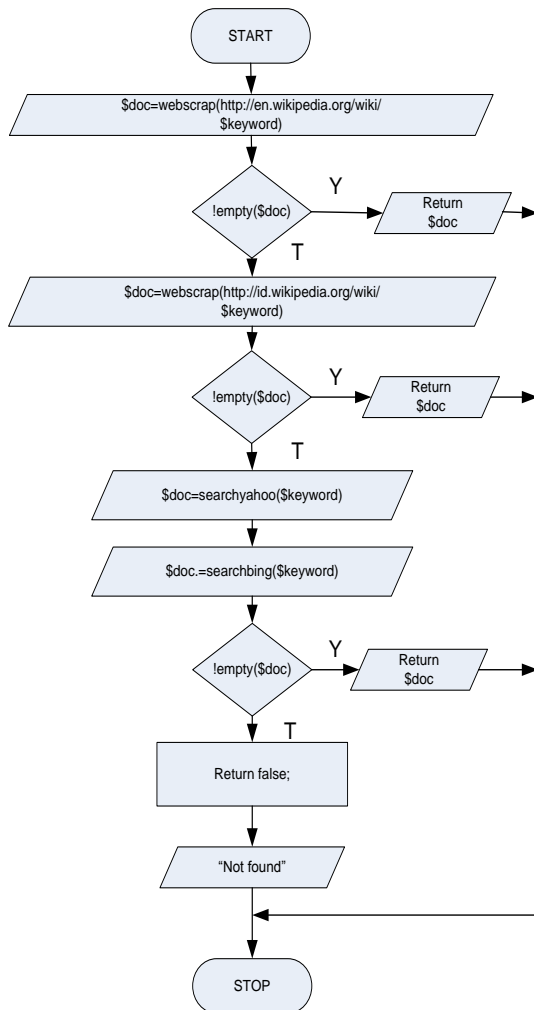 START
$doc=webscrap(http://en.wikipedia.org/wiki/
$keyword)
!empty($doc)
Y
Return
$doc
T
$doc=webscrap(http://id.wikipedia.org/wiki/
$keyword)
!empty($doc)
Y
Return
$doc
T
$doc=searchyahoo($keyword)
$doc.=searchbing($keyword)
!empty($doc)
Y
Return
$doc
T
Return false;
“Not found”
STOP